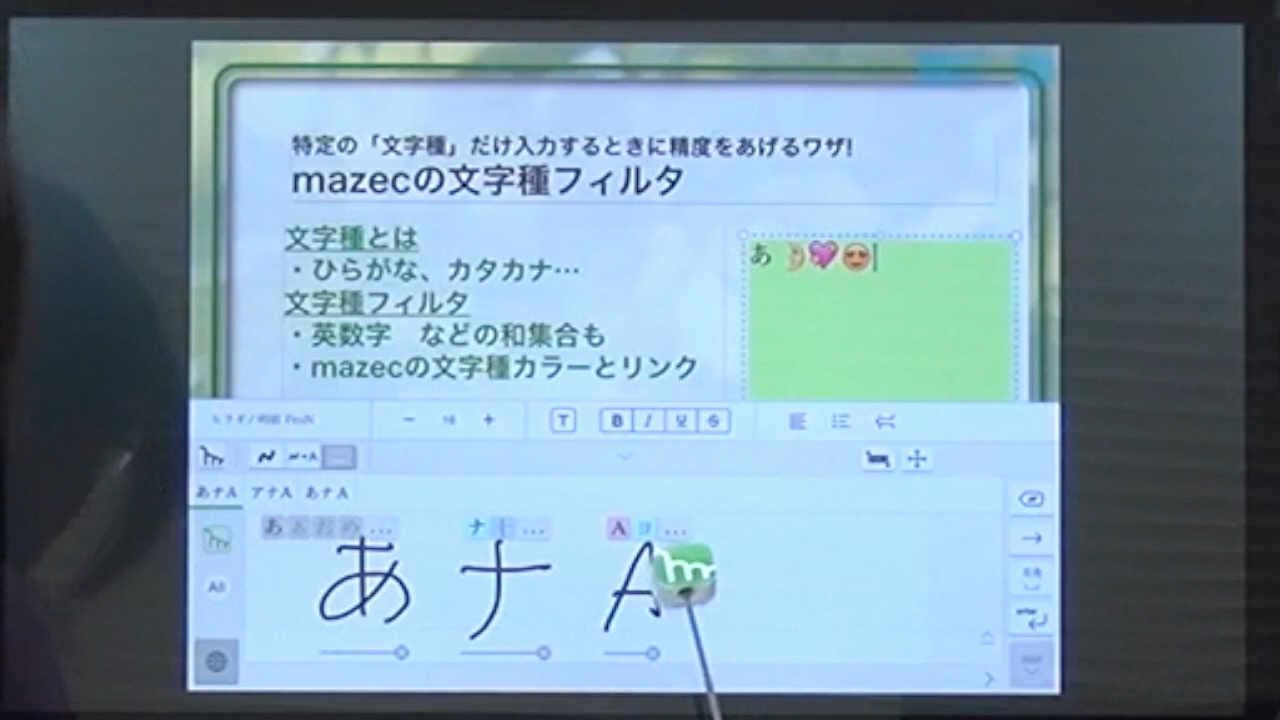 特定の「文字種」だけ入力するときに精度をあげるワザ!
mazecの文字種フィルタ
文字種とは
・ひらがな、カタカナ…
文字種フィルタ
・英数字 などの和集合も
・mazecの文字種カラーとリンク
あ 💖
− 16 +
T B I U S
あナA アナA あナA
あ ... ナ ... A ヨ ...
All
あナA